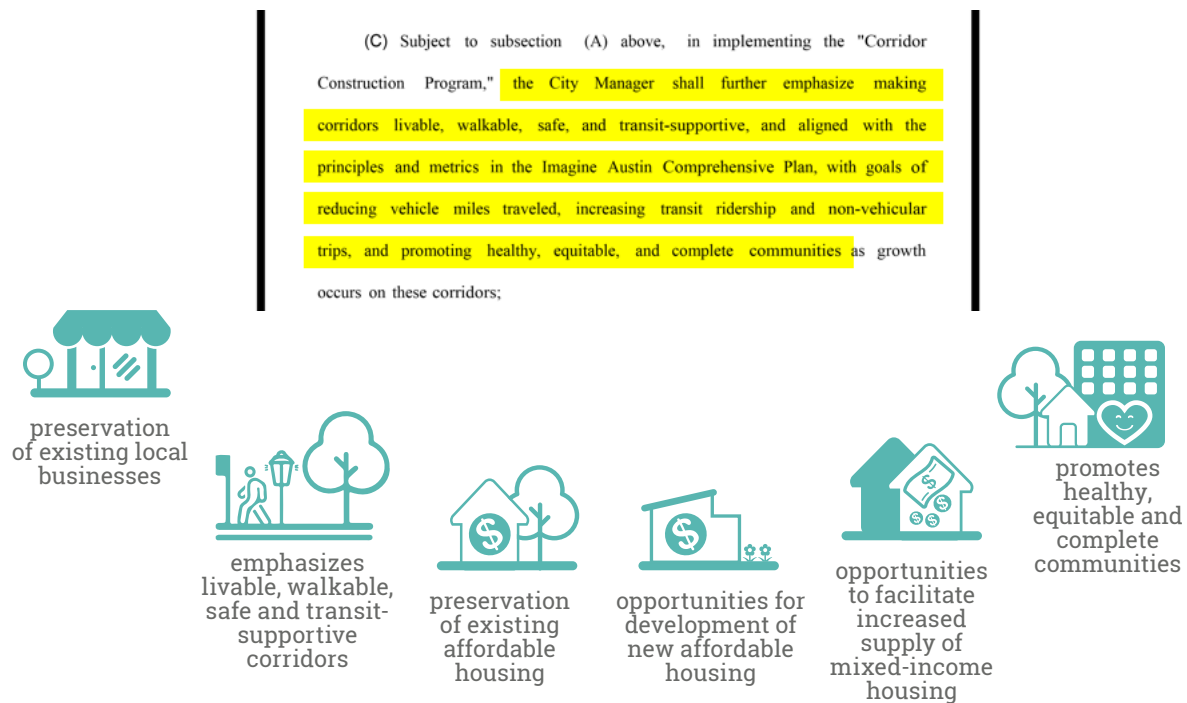 (C) Subject to subsection (A) above, in implementing the "Corridor
Construction Program," the City Manager shall further emphasize making
corridors livable, walkable, safe, and transit-supportive, and aligned with the
principles and metrics in the Imagine Austin Comprehensive Plan, with goals of
reducing vehicle miles traveled, increasing transit ridership and non-vehicular
trips, and promoting healthy, equitable, and complete communities as growth
occurs on these corridors;
preservation
of existing local
businesses
emphasizes
livable, walkable,
safe and transit-
supportive
corridors
$
preservation
of existing
affordable
housing
$
opportunities for
development of
new affordable
housing
$
$
$
$
opportunities
to facilitate
increased
supply of
mixed-income
housing
promotes
healthy,
equitable and
complete
communities